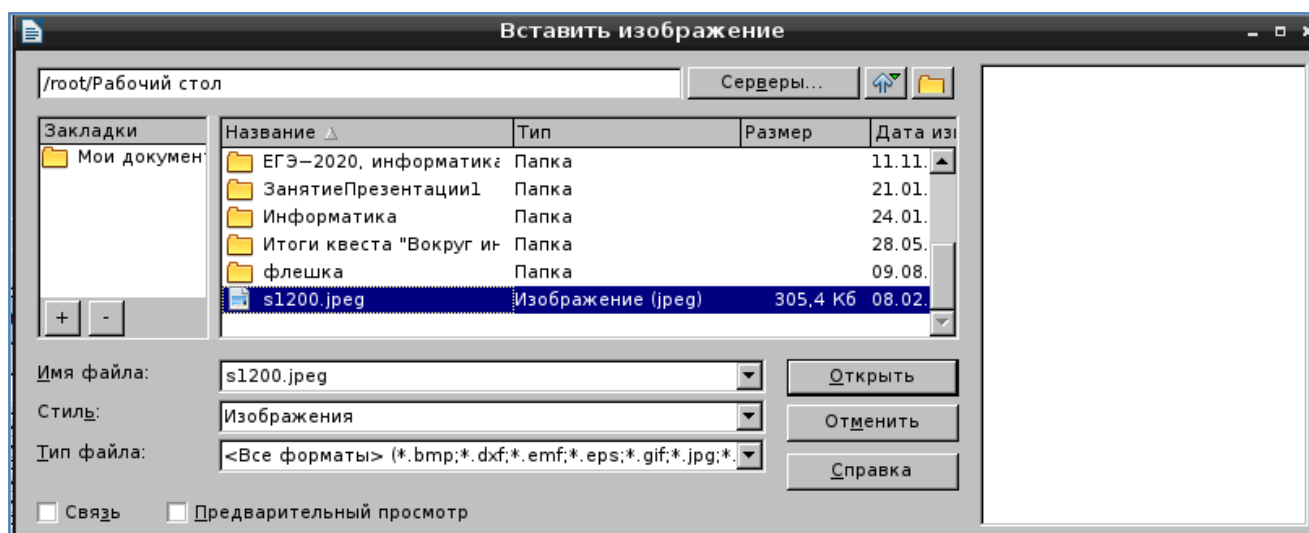 Вставить изображение
/root/Рабочий стол
Серверы...
Закладки
Мои докумен
Название Тип Размер Дата из
ЕГЭ–2020, информатика Папка 11.11.
ЗанятиеПрезентации1 Папка 21.01.
Информатика Папка 24.01.
Итоги квеста "Вокруг ин Папка 28.05.
флешка Папка 09.08.
s1200.jpeg Изображение (jpeg) 305,4 Кб 08.02.
+ -
Имя файла: s1200.jpeg Открыть
Стиль: Изображения Отменить
Тип файла: <Все форматы> (*.bmp;*.dxf;*.emf;*.eps;*.gif;*.jpg;*. Справка
Связь Предварительный просмотр